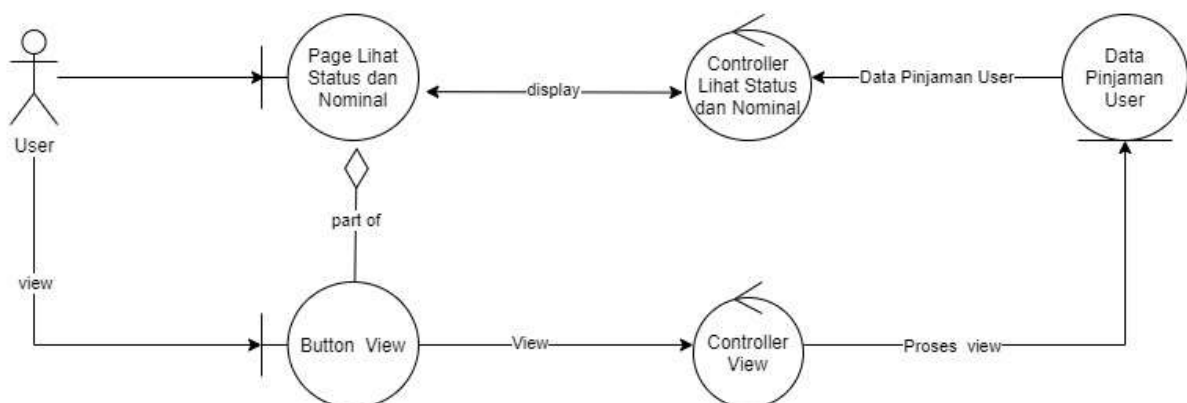 Page Lihat
Status dan
Nominal
display
Controller
Lihat Status
dan Nominal
Data Pinjaman User
Data
Pinjaman
User
User
part of
view
Button View
View
Controller
View
Proses view